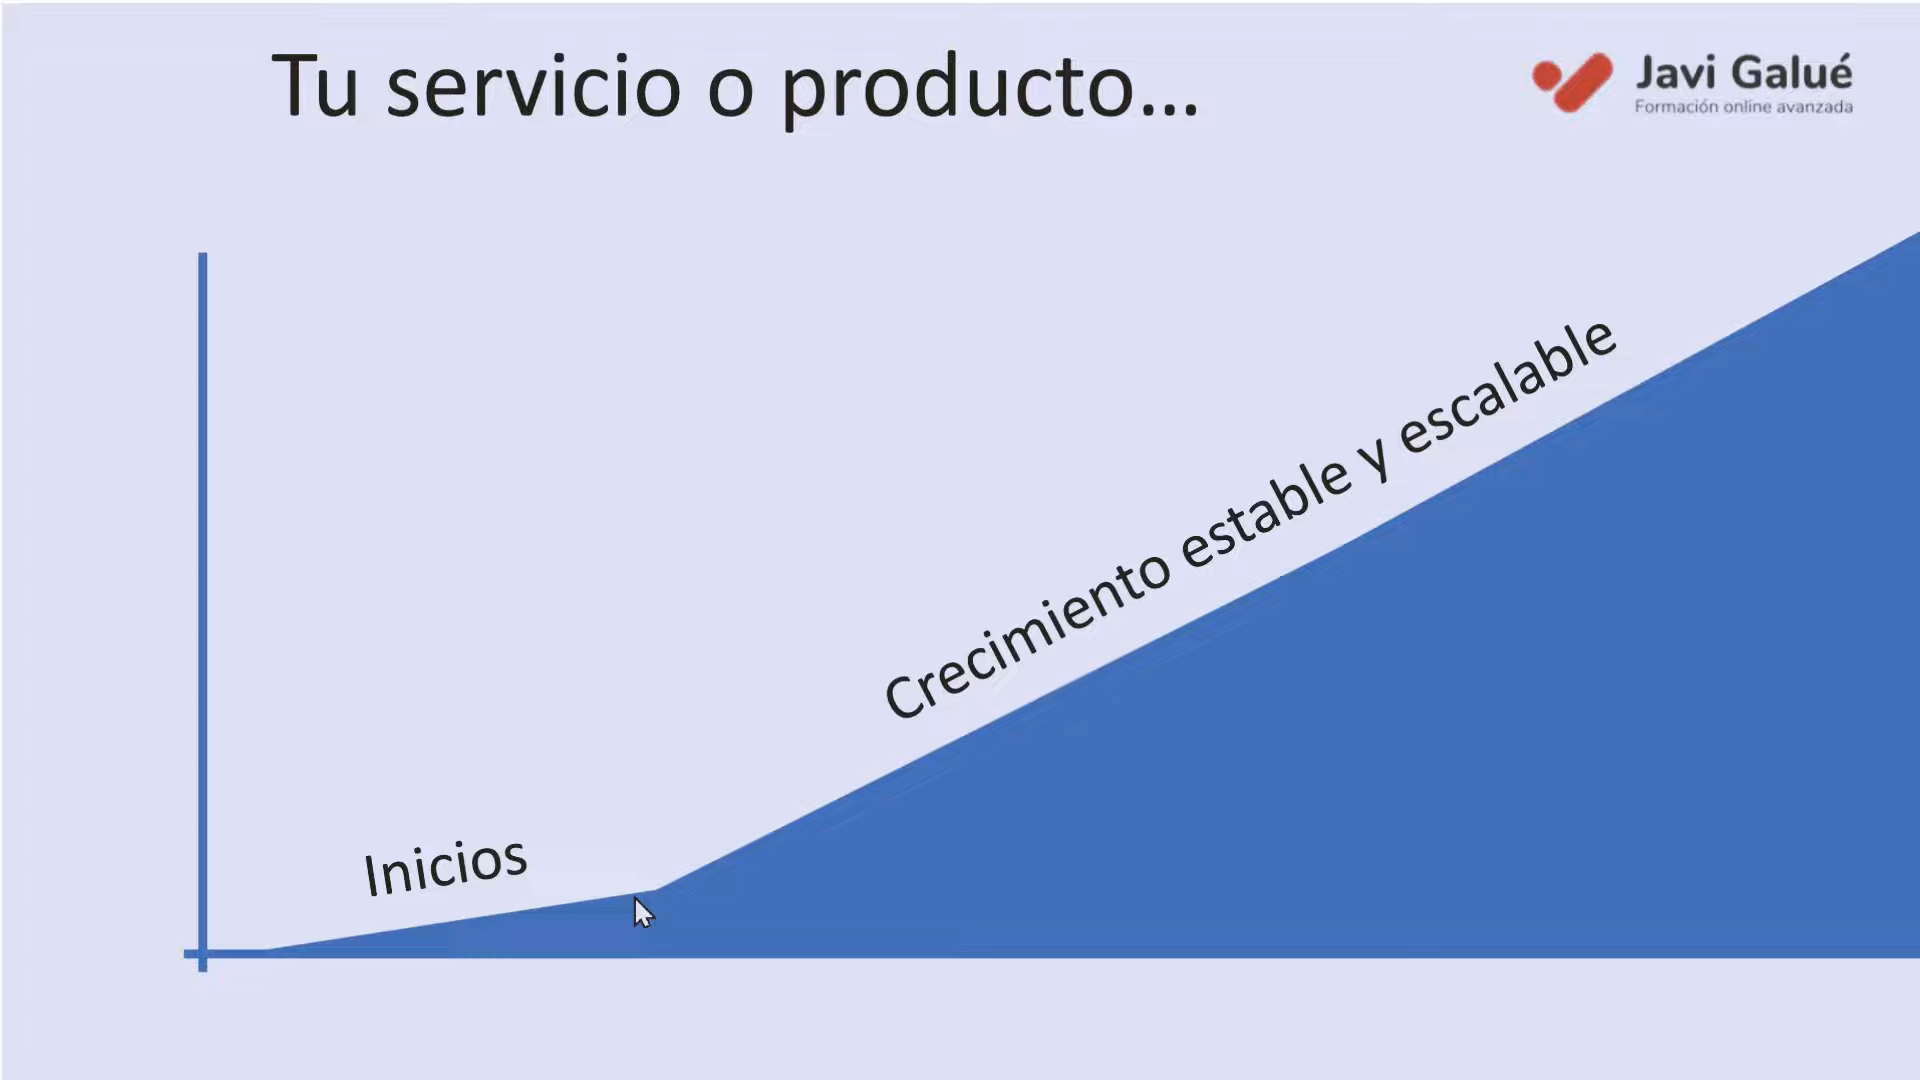 Tu servicio o producto...
Javi Galué
Formación online avanzada
Crecimiento estable y escalable
Inicios